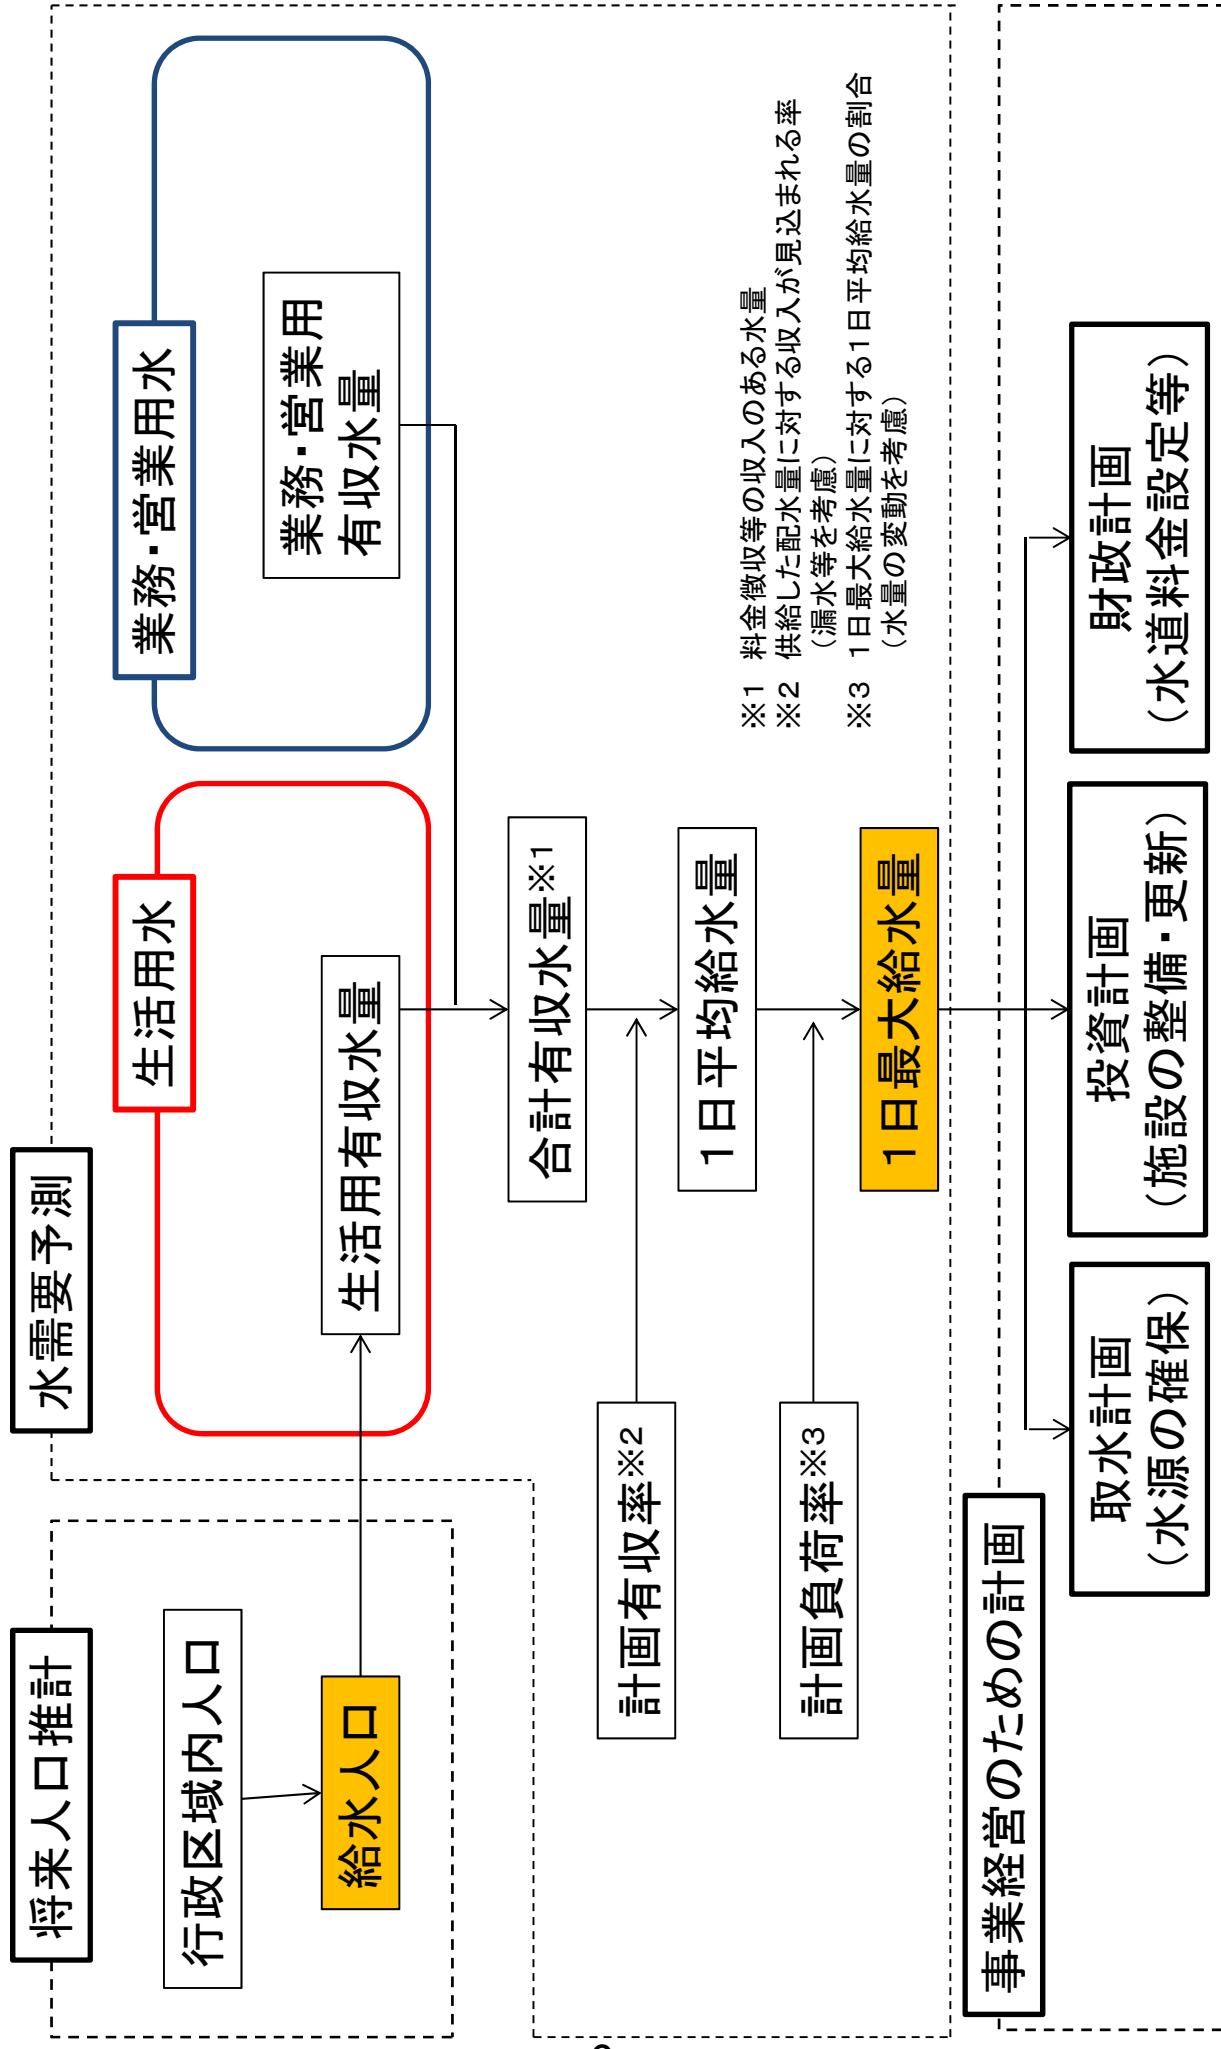 将来人口推計
行政区域内人口
給水人口
水需要予測
生活用水
生活用有収水量
業務・営業用水
業務・営業用
有収水量
合計有収水量※1
計画有収率※2
1日平均給水量
計画負荷率※3
1日最大給水量
※1 料金徴収等の収入のある水量
※2 供給した配水量に対する収入が見込まれる率
(漏水等を考慮)
※3 1日最大給水量に対する1日平均給水量の割合
(水量の変動を考慮)
事業経営のための計画
取水計画
(水源の確保)
投資計画
(施設の整備・更新)
財政計画
(水道料金設定等)